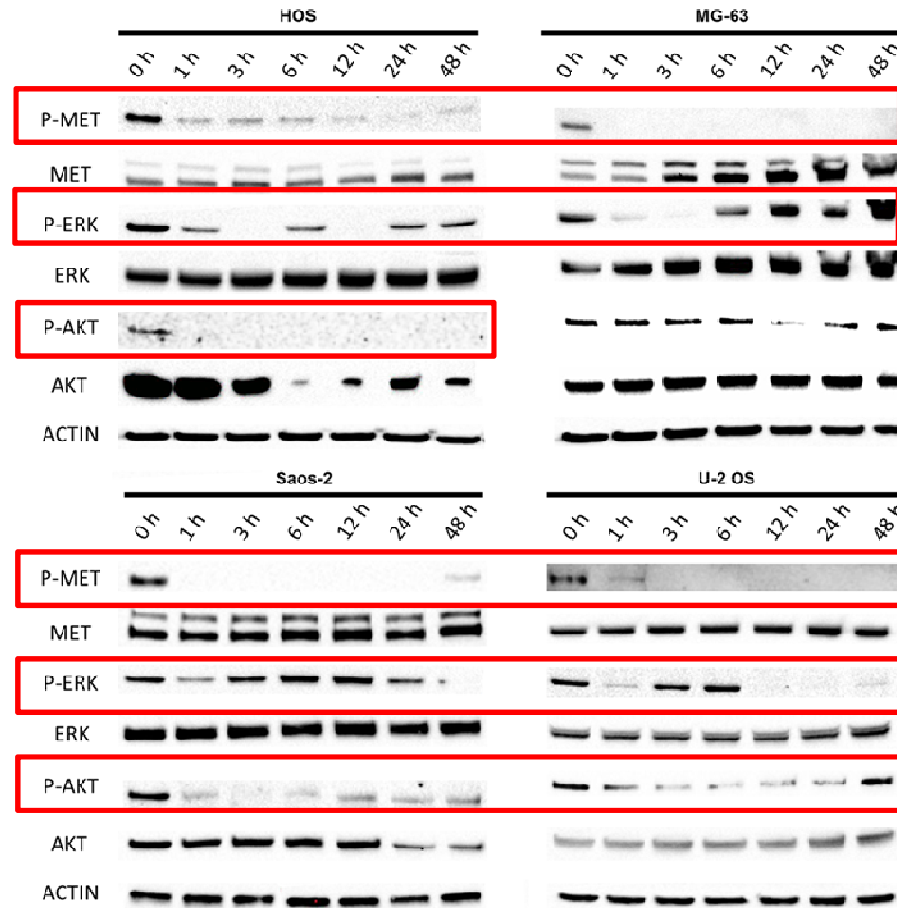 HOS MG-63
0 h 1 h 3 h 6 h 12 h 24 h 48 h 0 h 1 h 3 h 6 h 12 h 24 h 48 h
P-MET
MET
P-ERK
ERK
P-AKT
AKT
ACTIN
Saos-2 U-2 OS
0 h 1 h 3 h 6 h 12 h 24 h 48 h 0 h 1 h 3 h 6 h 12 h 24 h 48 h
P-MET
MET
P-ERK
ERK
P-AKT
AKT
ACTIN